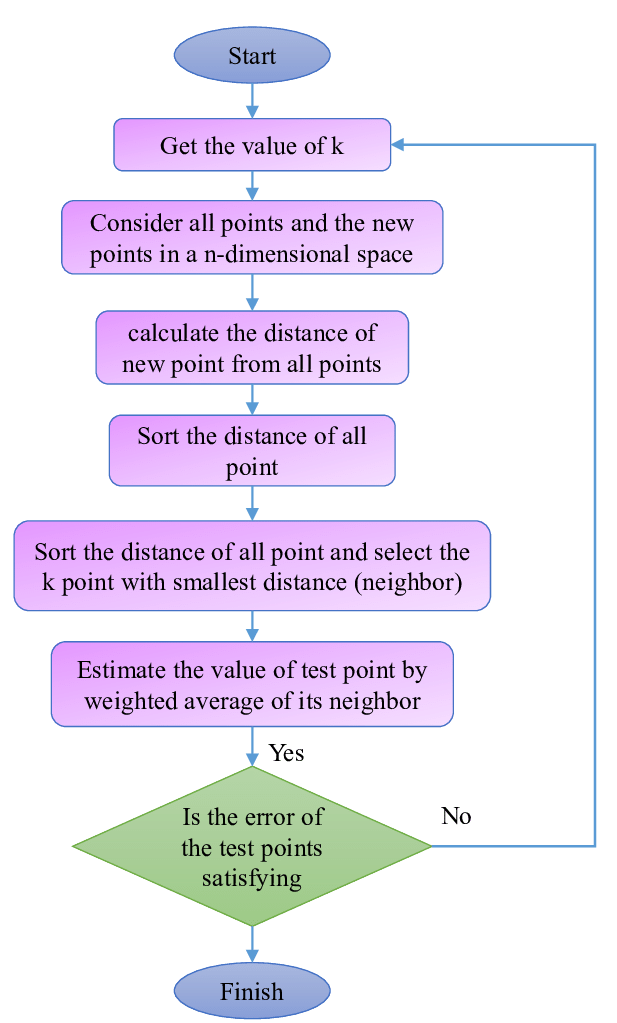 Start
Get the value of k
Consider all points and the new
points in a n-dimensional space
calculate the distance of
new point from all points
Sort the distance of all
point
Sort the distance of all point and select the
k point with smallest distance (neighbor)
Estimate the value of test point by
weighted average of its neighbor
Yes
Is the error of
the test points
satisfying
No
Finish